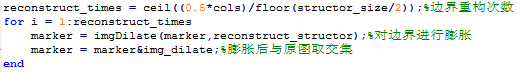 reconstruct_times = ceil((0.5*cols)/floor(structor_size/2));%边界重构次数
for i = 1:reconstruct_times
    marker = imgDilate(marker,reconstruct_structor);%对边界进行膨胀
    marker = marker&img_dilate;%膨胀后与原图取交集
end